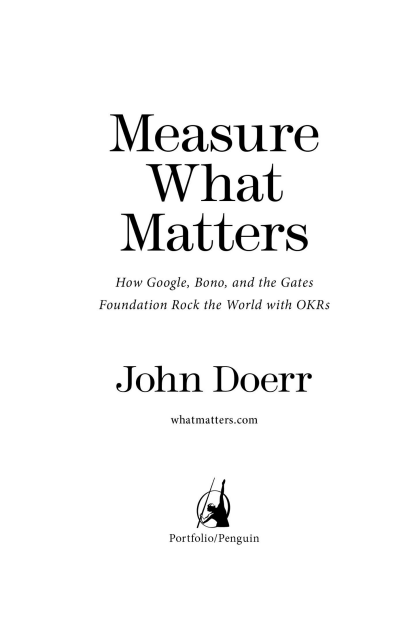 Measure
What
Matters
How Google, Bono, and the Gates
Foundation Rock the World with OKRs
John Doerr
whatmatters.com
Portfolio/Penguin